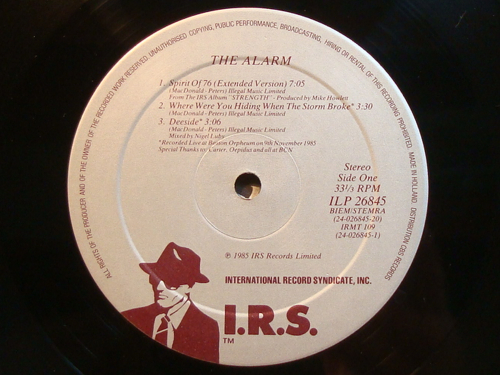 ALL RIGHTS OF THE PRODUCER AND OF THE OWNER OF THE RECORDED WORK RESERVED. UNAUTHORISED COPYING, PUBLIC PERFORMANCE, BROADCASTING, HIRING OR RENTAL OF THIS RECORDING PROHIBITED. MADE IN HOLLAND. DISTRIBUTION CBS RECORDS
THE ALARM
1. Spirit Of 76 (Extended Version) 7:05
(MacDonald - Peters) Illegal Music Limited
From The IRS Album "STRENGTH" - Produced by Mike Howlett
2. Where Were You Hiding When The Storm Broke* 3:30
(MacDonald - Peters) Illegal Music Limited
3. Deeside* 3:06
(MacDonald - Peters) Illegal Music Limited
Mixed by Nigel Luby
*Recorded Live at Boston Orpheum on 9th November 1985
Special Thanks to: Carter, Orpidus and all at BCN
Stereo
Side One
33⅓ RPM
ILP 26845
BIEM/STEMRA
(24-026845-20)
IRMT 109
(24-026845-1)
℗ 1985 IRS Records Limited
INTERNATIONAL RECORD SYNDICATE, INC.
I.R.S.
TM